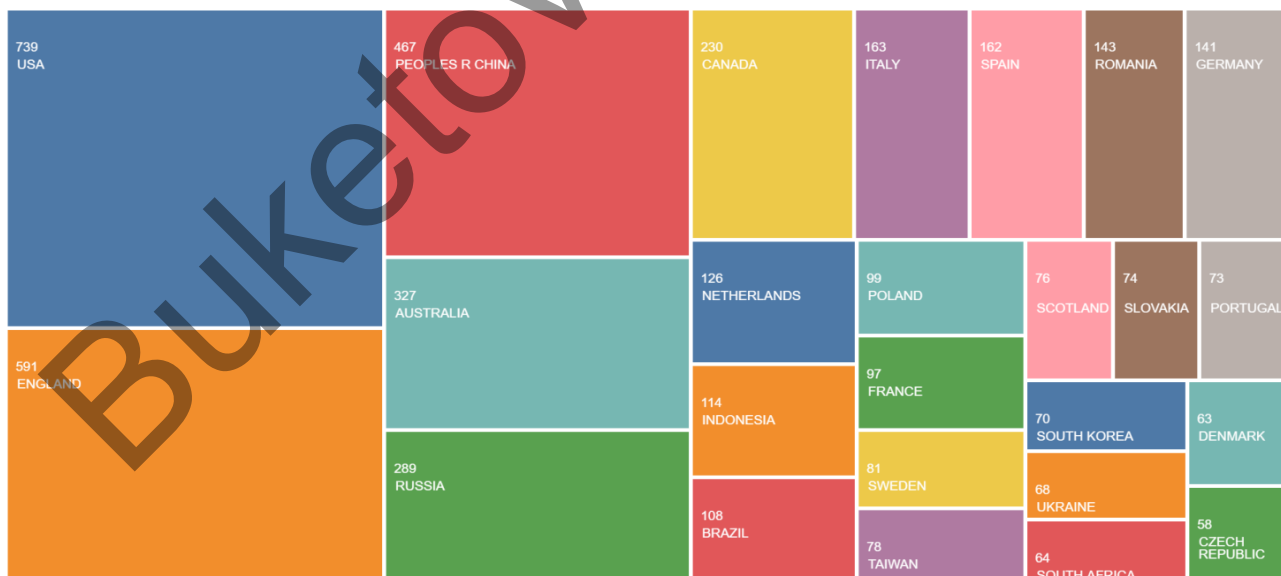 739
USA
591
ENGLAND
467
PEOPLES R CHINA
327
AUSTRALIA
289
RUSSIA
230
CANADA
163
ITALY
162
SPAIN
143
ROMANIA
141
GERMANY
126
NETHERLANDS
114
INDONESIA
108
BRAZIL
99
POLAND
97
FRANCE
81
SWEDEN
78
TAIWAN
76
SCOTLAND
74
SLOVAKIA
73
PORTUGAL
70
SOUTH KOREA
68
UKRAINE
64
SOUTH AFRICA
63
DENMARK
58
CZECH
REPUBLIC